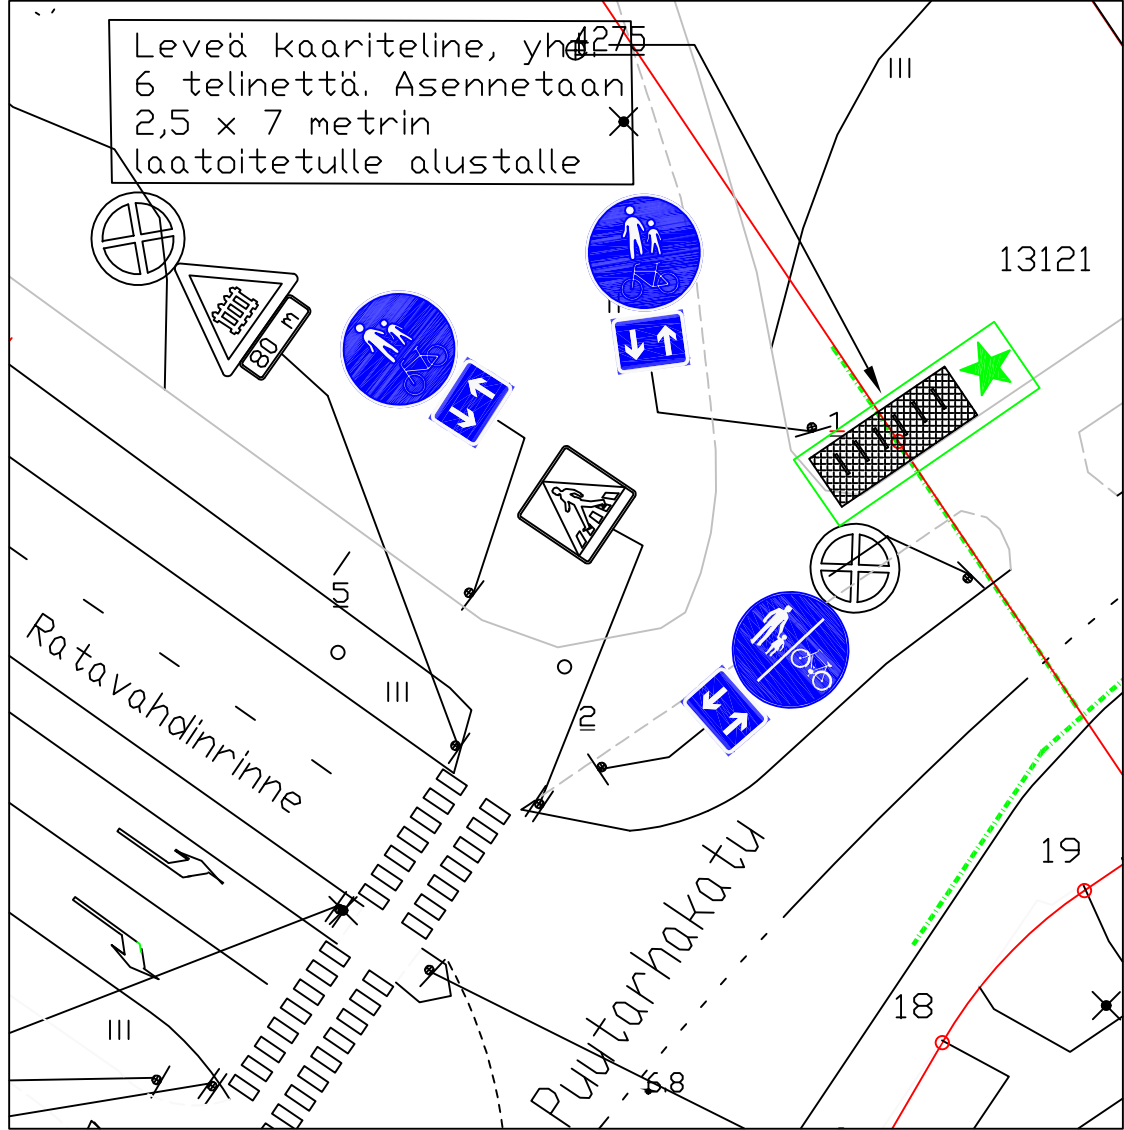 Leveä kaariteline, yht
4275
6 telinettä. Asennetaan
2,5 x 7 metrin
laatoitetulle alustalle
III
13121
80 M
7
5
Ratavahdinrinne
III
2
Puutarhakatu
19
18
III
6.8